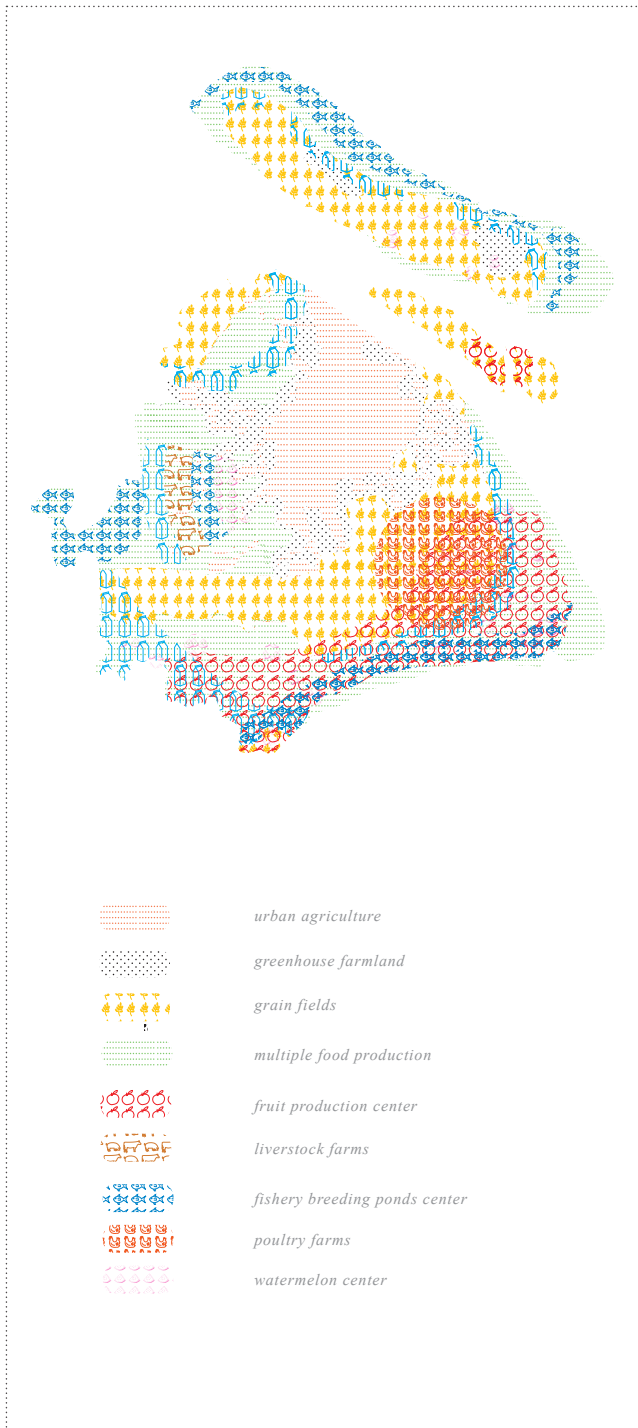 urban agriculture
greenhouse farmland
grain fields
multiple food production
fruit production center
liverstock farms
fishery breeding ponds center
poultry farms
watermelon center